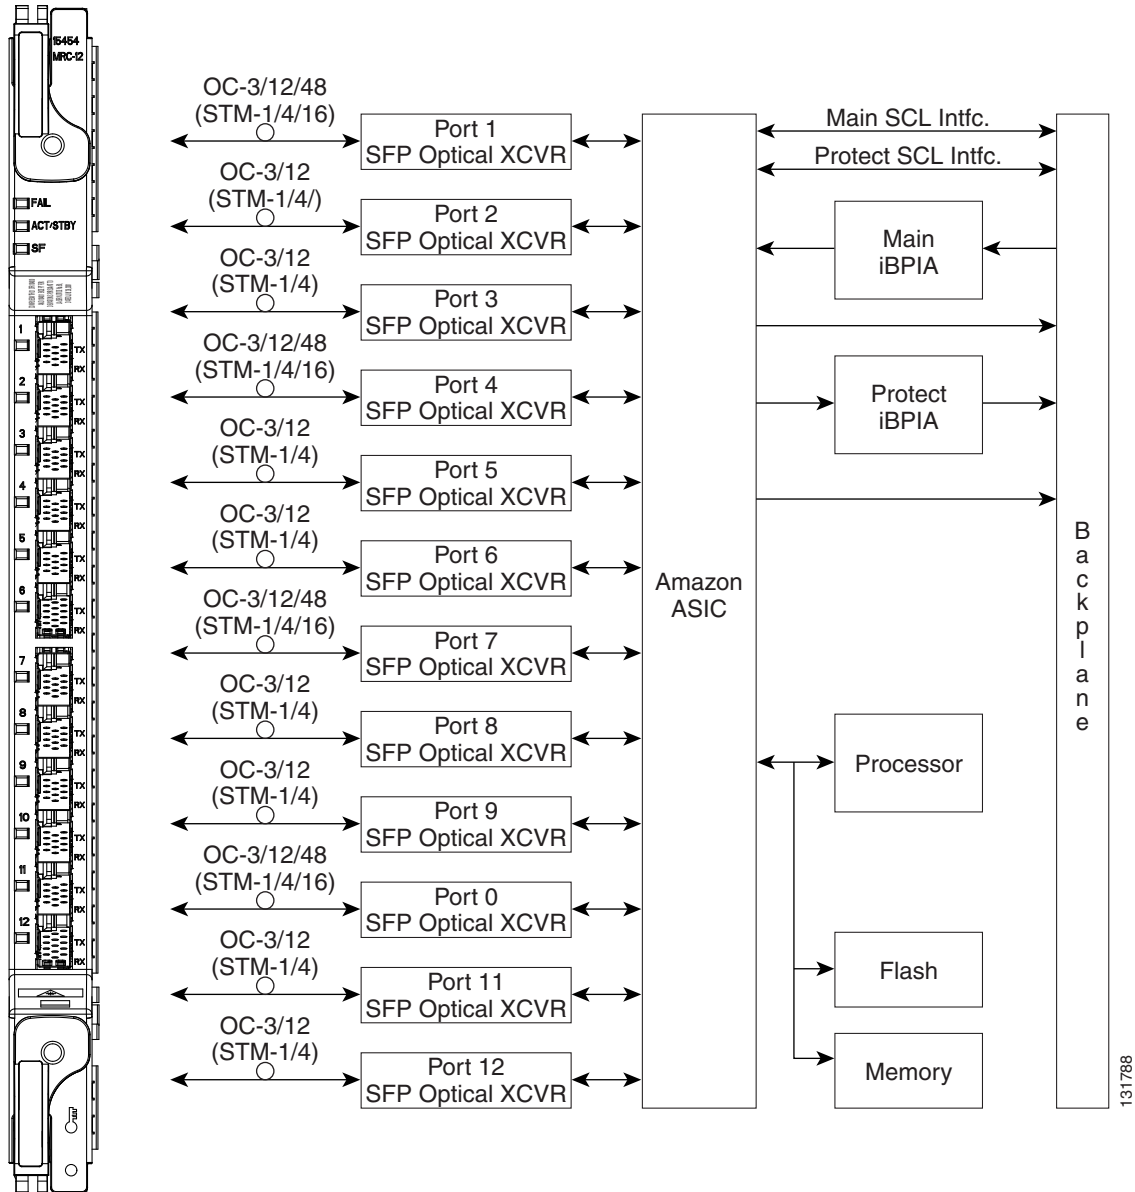 15454
MRC-12
FAIL
ACT/STBY
SF
1
TX
RX
2
TX
RX
3
TX
RX
4
TX
RX
5
TX
RX
6
TX
RX
7
TX
RX
8
TX
RX
9
TX
RX
10
TX
RX
11
TX
RX
12
TX
RX
OC-3/12/48
(STM-1/4/16)
Port 1
SFP Optical XCVR
OC-3/12
(STM-1/4/)
Port 2
SFP Optical XCVR
OC-3/12
(STM-1/4)
Port 3
SFP Optical XCVR
OC-3/12/48
(STM-1/4/16)
Port 4
SFP Optical XCVR
OC-3/12
(STM-1/4)
Port 5
SFP Optical XCVR
OC-3/12
(STM-1/4)
Port 6
SFP Optical XCVR
OC-3/12/48
(STM-1/4/16)
Port 7
SFP Optical XCVR
OC-3/12
(STM-1/4)
Port 8
SFP Optical XCVR
OC-3/12
(STM-1/4)
Port 9
SFP Optical XCVR
OC-3/12/48
(STM-1/4/16)
Port 0
SFP Optical XCVR
OC-3/12
(STM-1/4)
Port 11
SFP Optical XCVR
OC-3/12
(STM-1/4)
Port 12
SFP Optical XCVR
Amazon
ASIC
Main SCL Intfc.
Protect SCL Intfc.
Main
iBPIA
Protect
iBPIA
Processor
Flash
Memory
Backplane
131788